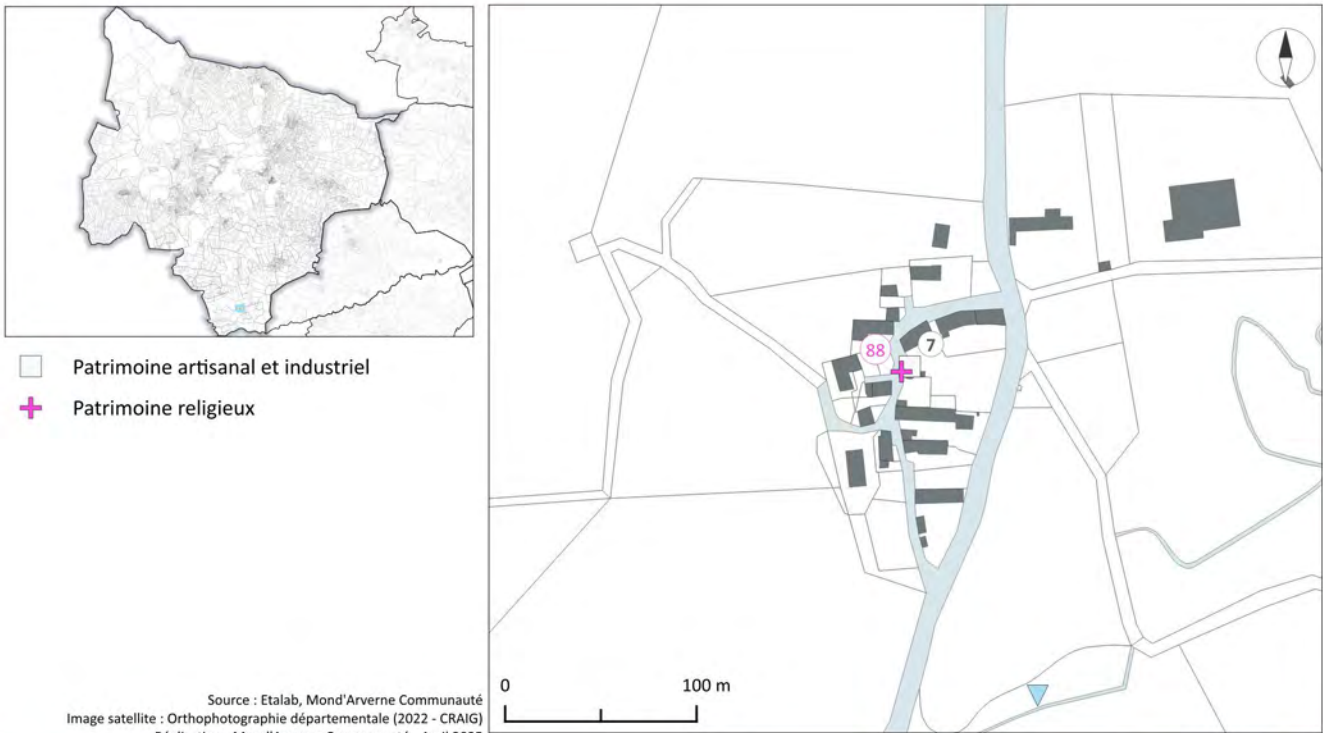 Patrimoine artisanal et industriel
Patrimoine religieux
Source : Etalab, Mond'Arverne Communauté
Image satellite : Orthophotographie départementale (2022 - CRAIG)
88
7
0
100 m